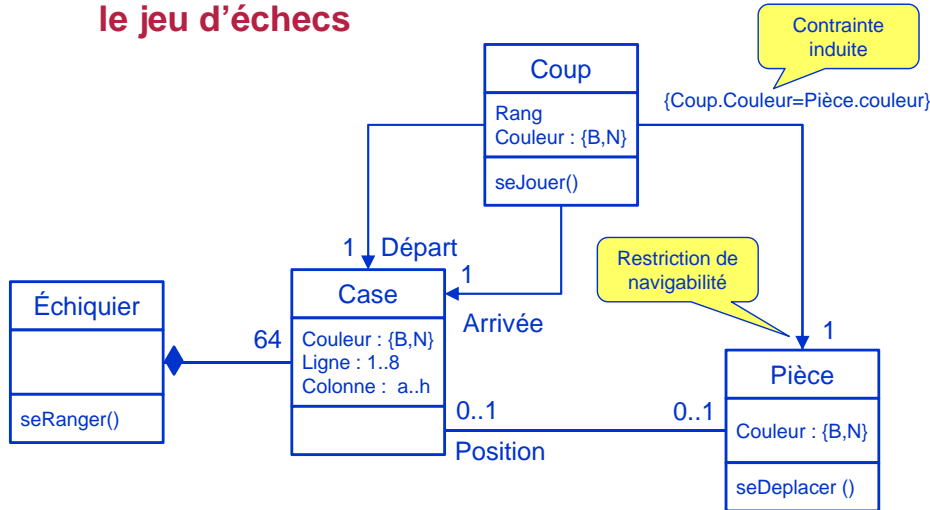 le jeu d'échecs
Contrainte
induite
Coup
{Coup.Couleur=Pièce.couleur}
Rang
Couleur : {B,N}
seJouer()
1 Départ
1
Restriction de
navigabilité
Échiquier
Case
Arrivée
64
Couleur : {B,N}
Ligne : 1..8
Colonne : a..h
1
Pièce
seRanger()
0..1
0..1
Couleur : {B,N}
Position
seDeplacer ()